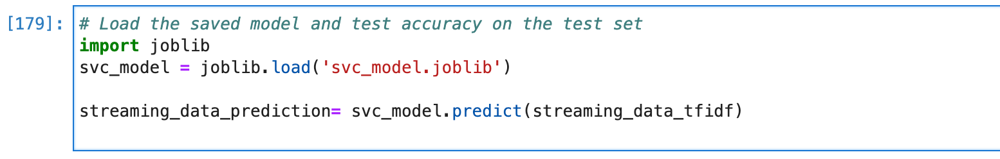 [179]: # Load the saved model and test accuracy on the test set
import joblib
svc_model = joblib.load('svc_model.joblib')
streaming_data_prediction= svc_model.predict(streaming_data_tfidf)